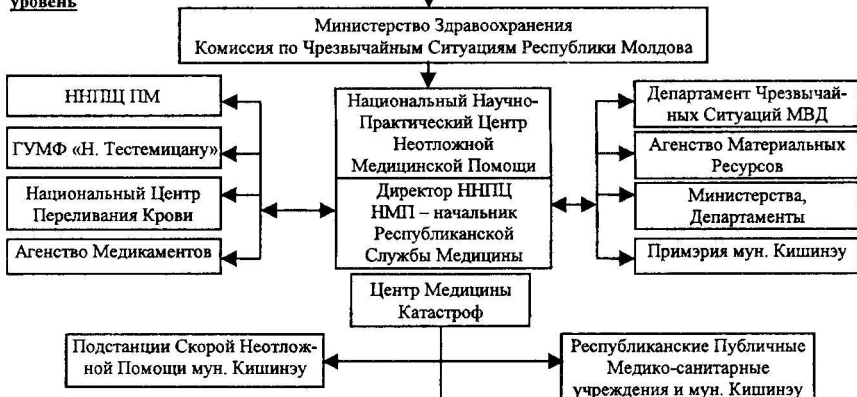 уровень
Министерство Здравоохранения
Комиссия по Чрезвычайным Ситуациям Республики Молдова
ННПЦ ПМ
ГУМФ «Н. Тестемицану»
Национальный Центр
Переливания Крови
Агенство Медикаментов
Национальный Научно-
Практический Центр
Неотложной
Медицинской Помощи
Директор ННПЦ
НМП – начальник
Республиканской
Службы Медицины
Департамент Чрезвычай-
ных Ситуаций МВД
Агенство Материальных
Ресурсов
Министерства,
Департаменты
Примэрия мун. Кишинэу
Центр Медицины
Катастроф
Подстанции Скорой Неотлож-
ной Помощи мун. Кишинэу
Республиканские Публичные
Медико-санитарные
учреждения и мун. Кишинэу